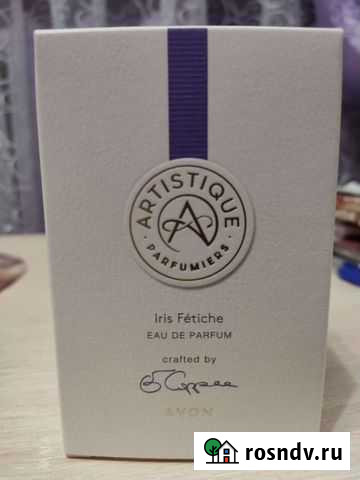 ARTISTIQUE
· PARFUMIERS ·
Iris Fétiche
EAU DE PARFUM
crafted by
AVON
rosndv.ru